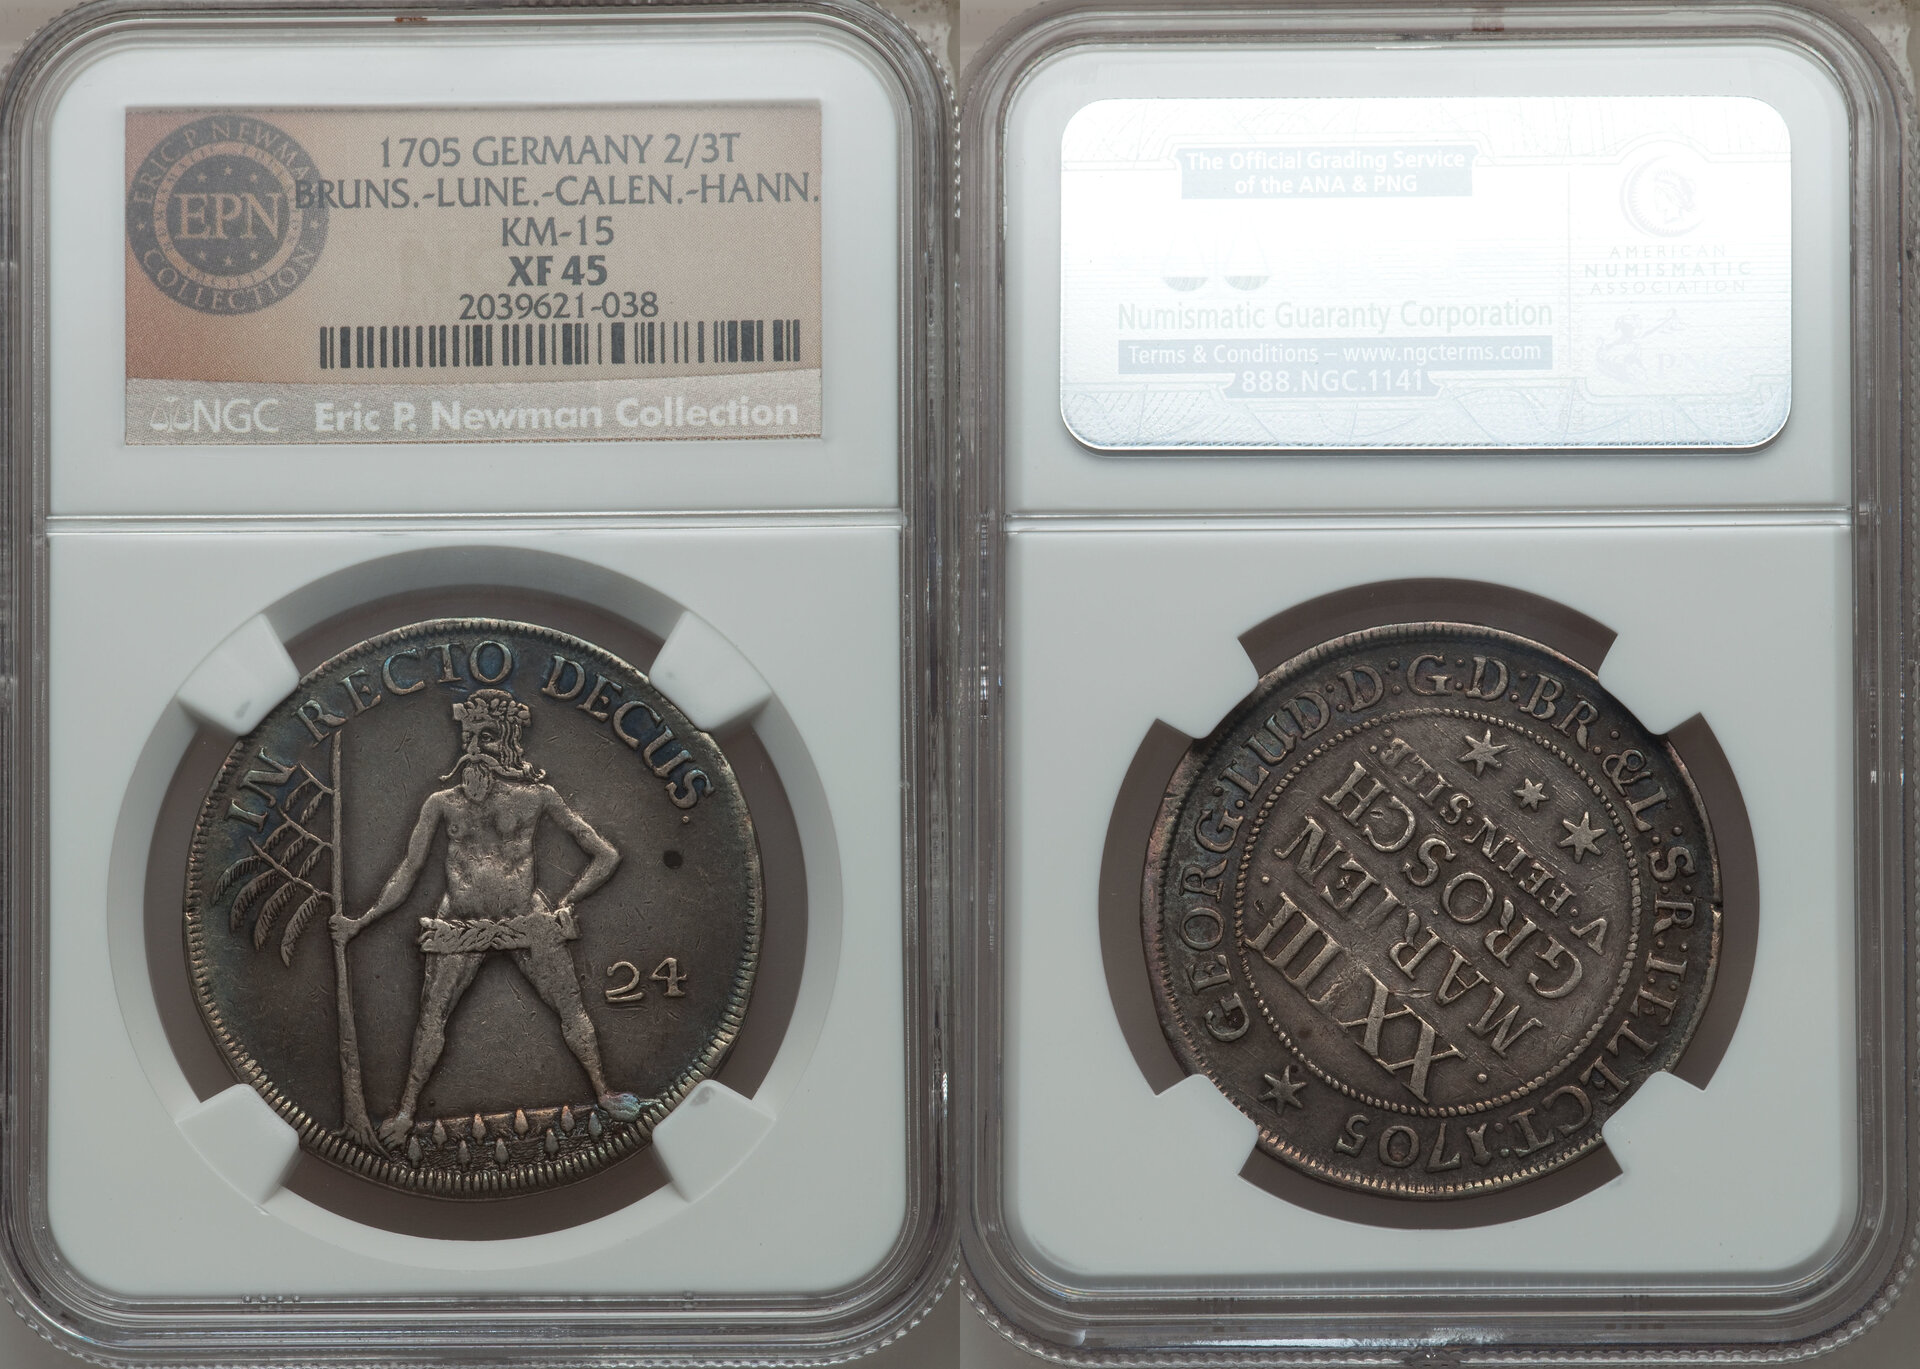 1705 GERMANY 2/3T
BRUNS.-LUNE.-CALEN.-HANN.
KM-15
XF 45
2039621-038
ERIC P. NEWMAN
EPN
COLLECTION
NGC Eric P. Newman Collection
IN RECTO DECUS.
24
The Official Grading Service
of the ANA & PNG
AMERICAN
NUMISMATIC
ASSOCIATION
Numismatic Guaranty Corporation
Terms & Conditions – www.ngcterms.com
888.NGC.1141
GEORG:LUD:D:G:D:BR:&L:S:R:I:ELECT:1705
XXIIII
MARIEN
GROSCH
V.FEIN.SILB: